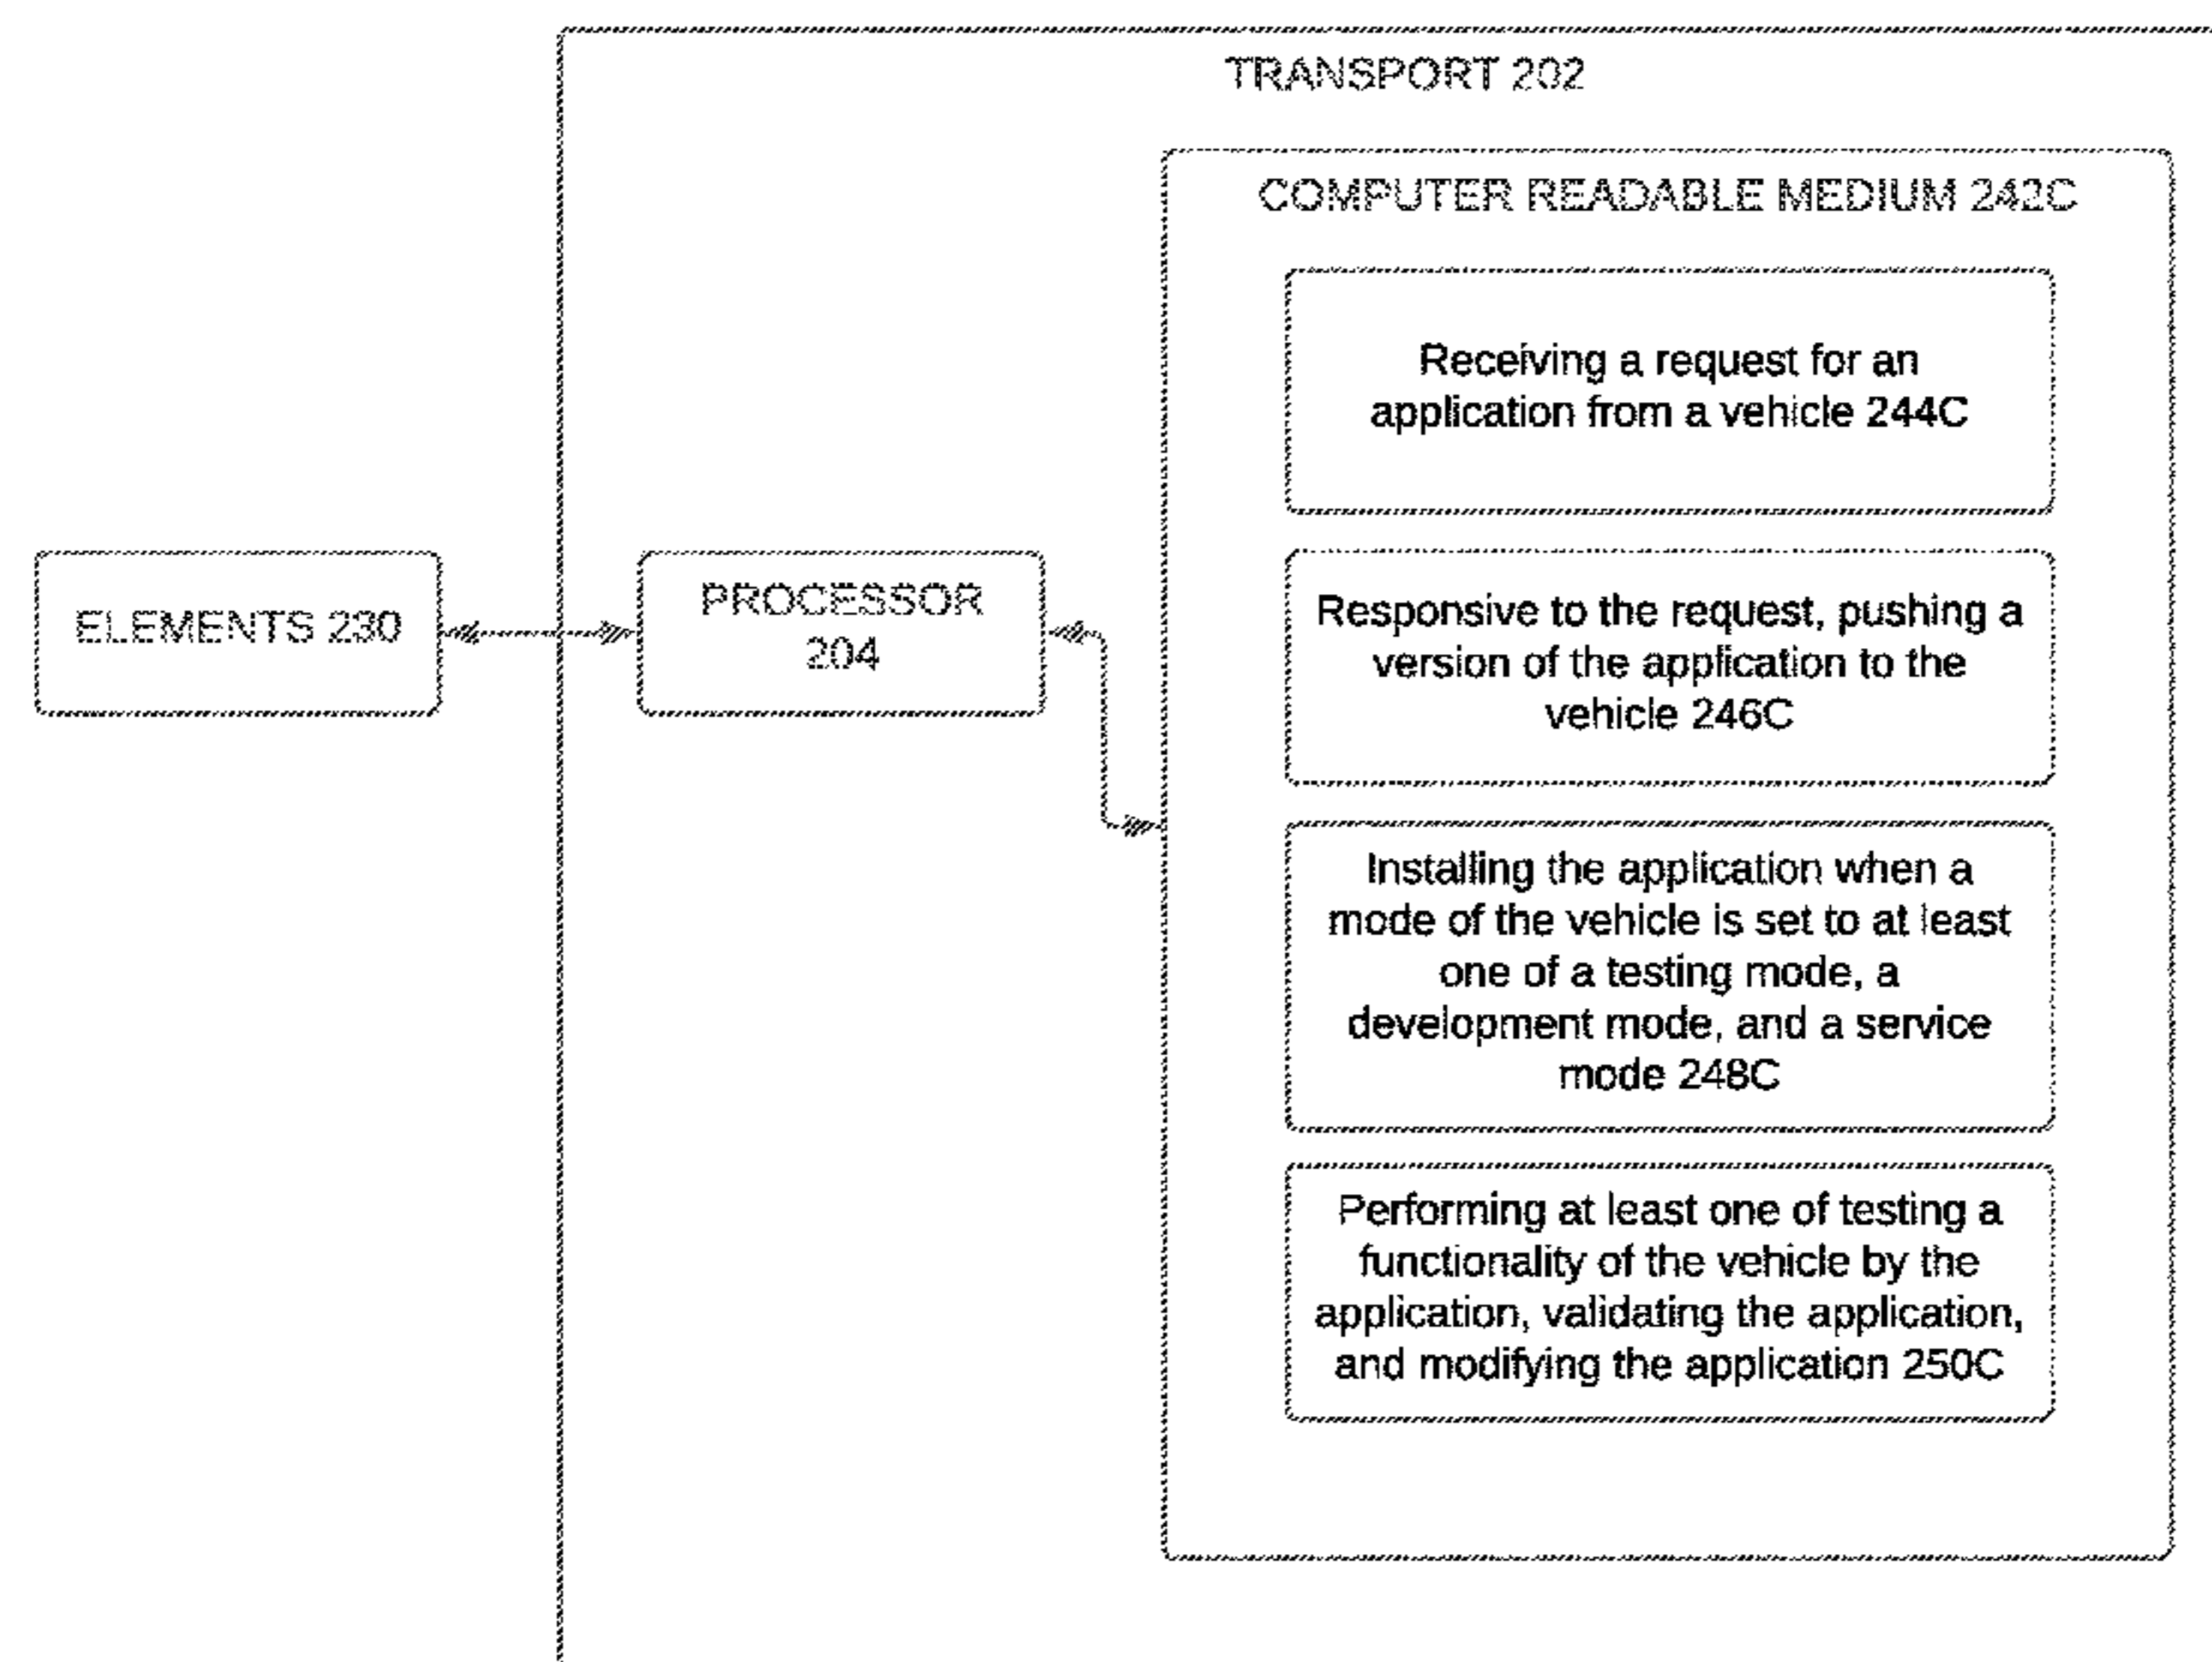 TRANSPORT 202
COMPUTER READABLE MEDIUM 242C
Receiving a request for an
application from a vehicle 244C
ELEMENTS 230
PROCESSOR
204
Responsive to the request, pushing a
version of the application to the
vehicle 246C
Installing the application when a
mode of the vehicle is set to at least
one of a testing mode, a
development mode, and a service
mode 248C
Performing at least one of testing a
functionality of the vehicle by the
application, validating the application,
and modifying the application 250C